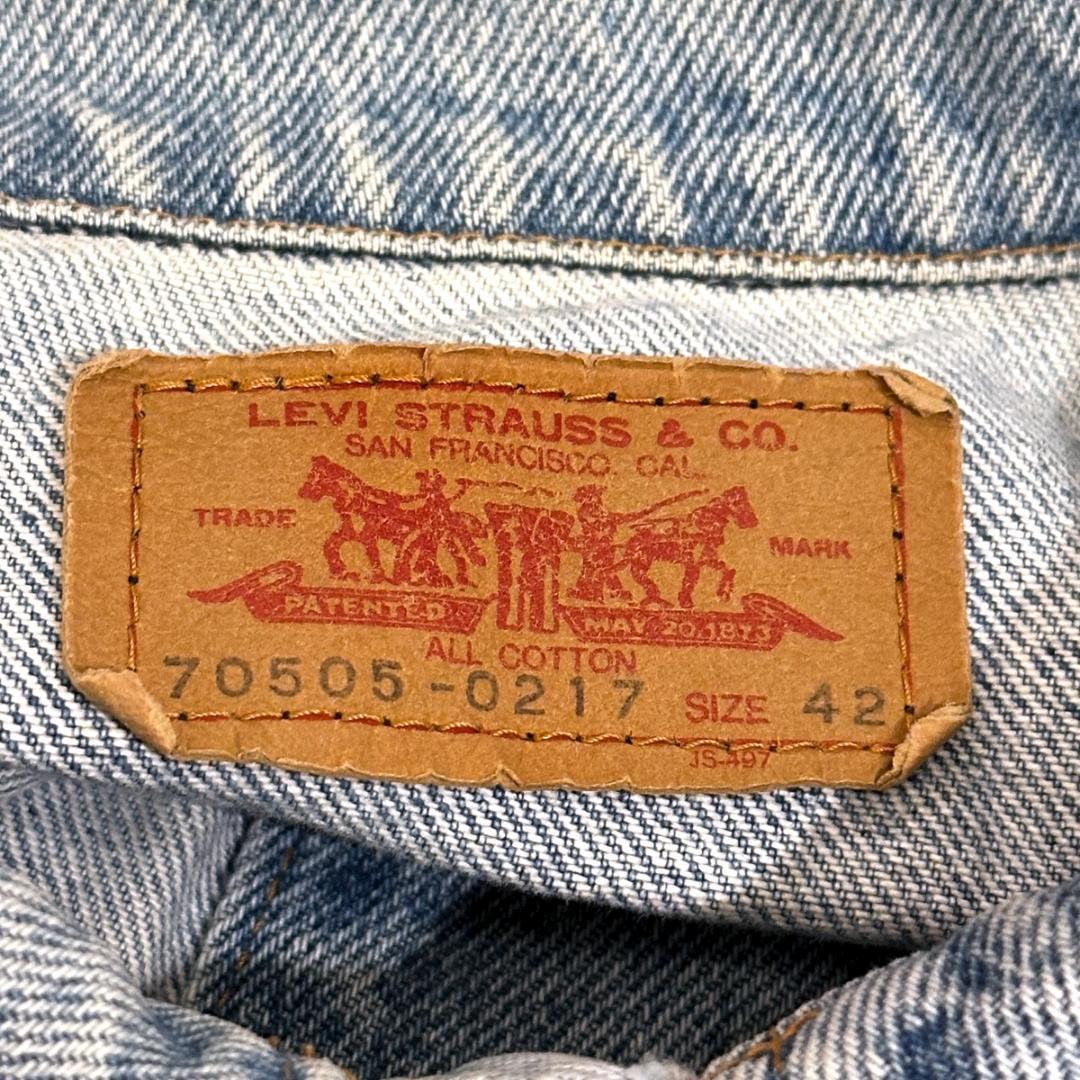 LEVI STRAUSS & CO.
SAN FRANCISCO, CAL.
TRADE MARK
PATENTED MAY 20.1873
ALL COTTON
70505-0217 SIZE 42
JS-497